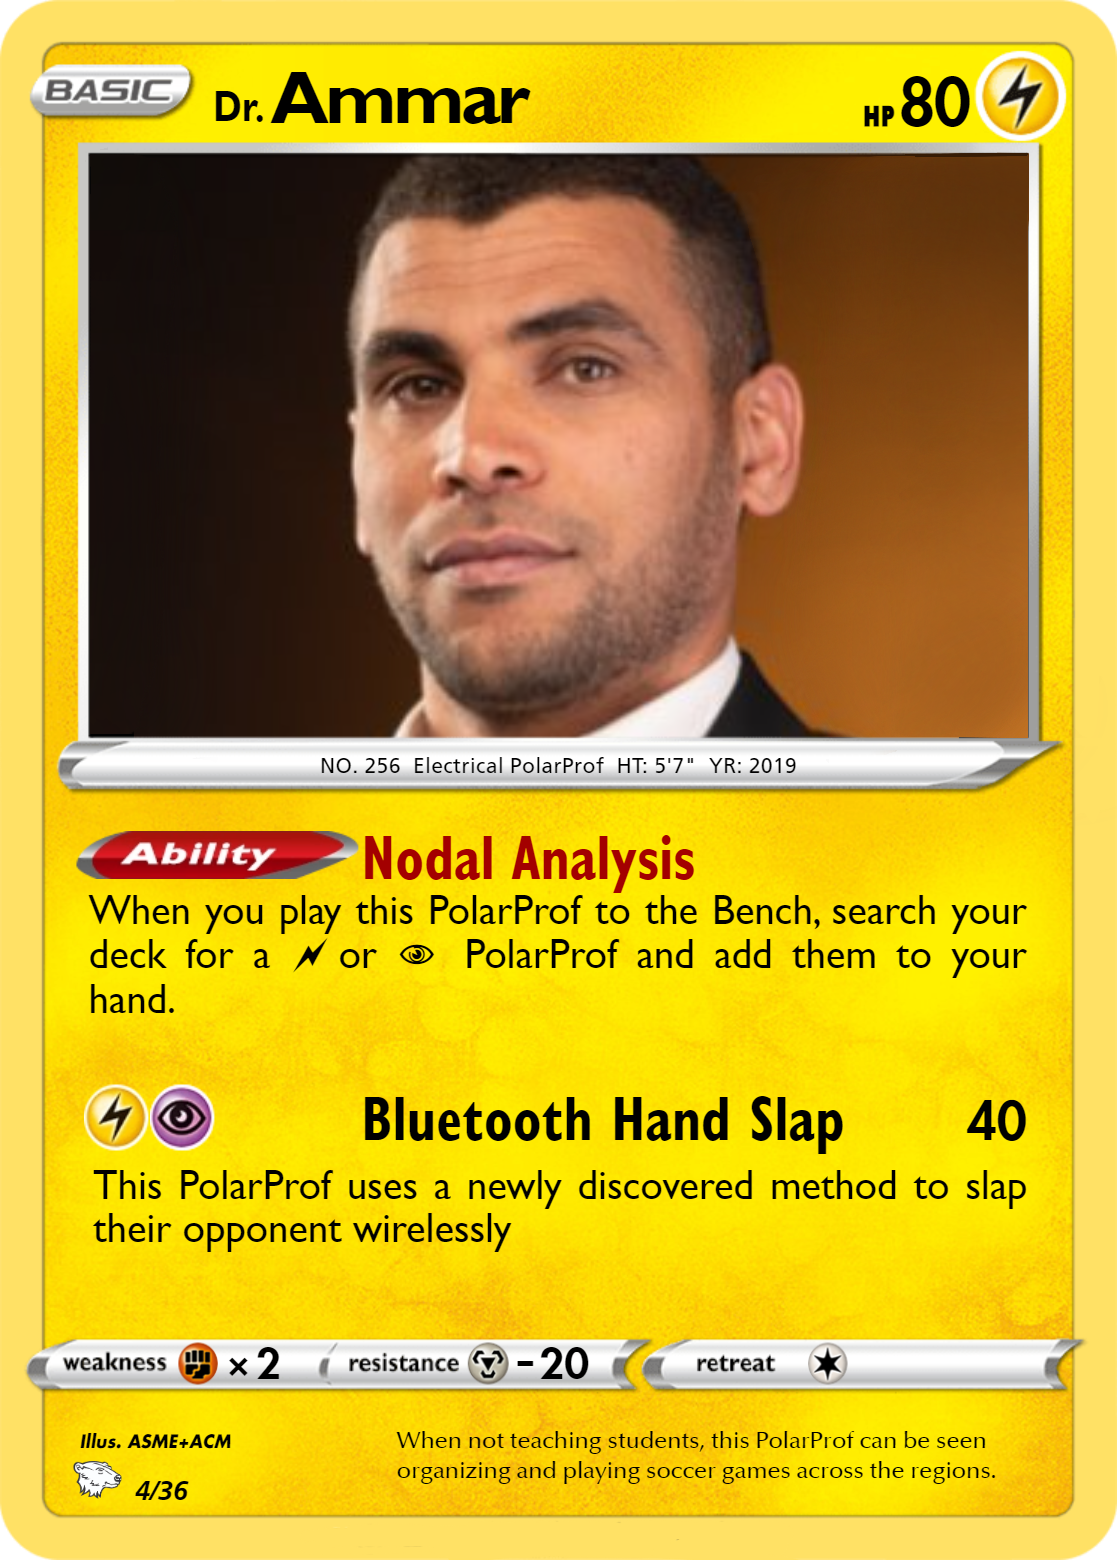 BASIC Dr. Ammar HP 80
NO. 256 Electrical PolarProf HT: 5'7" YR: 2019
Ability Nodal Analysis
When you play this PolarProf to the Bench, search your
deck for a or PolarProf and add them to your
hand.
Bluetooth Hand Slap 40
This PolarProf uses a newly discovered method to slap
their opponent wirelessly
weakness × 2 resistance - 20 retreat
Illus. ASME+ACM
4/36
When not teaching students, this PolarProf can be seen
organizing and playing soccer games across the regions.